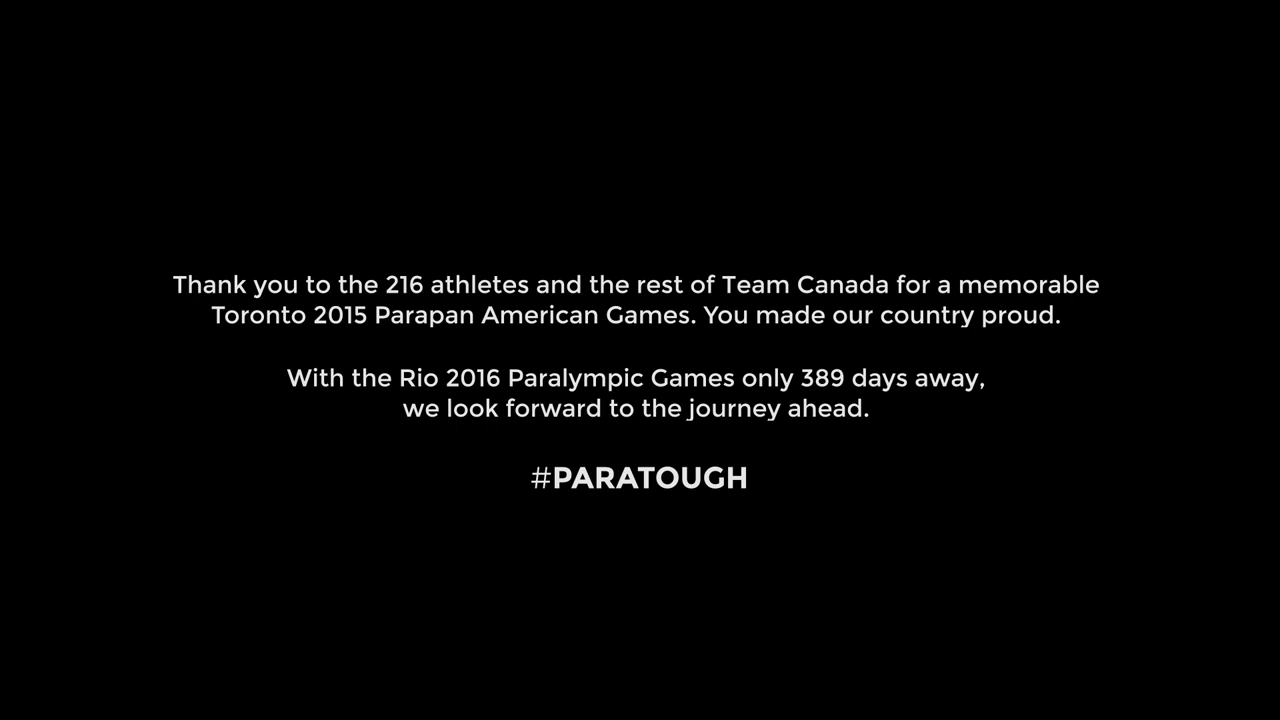 Thank you to the 216 athletes and the rest of Team Canada for a memorable
Toronto 2015 Parapan American Games. You made our country proud.
With the Rio 2016 Paralympic Games only 389 days away,
we look forward to the journey ahead.
#PARATOUGH